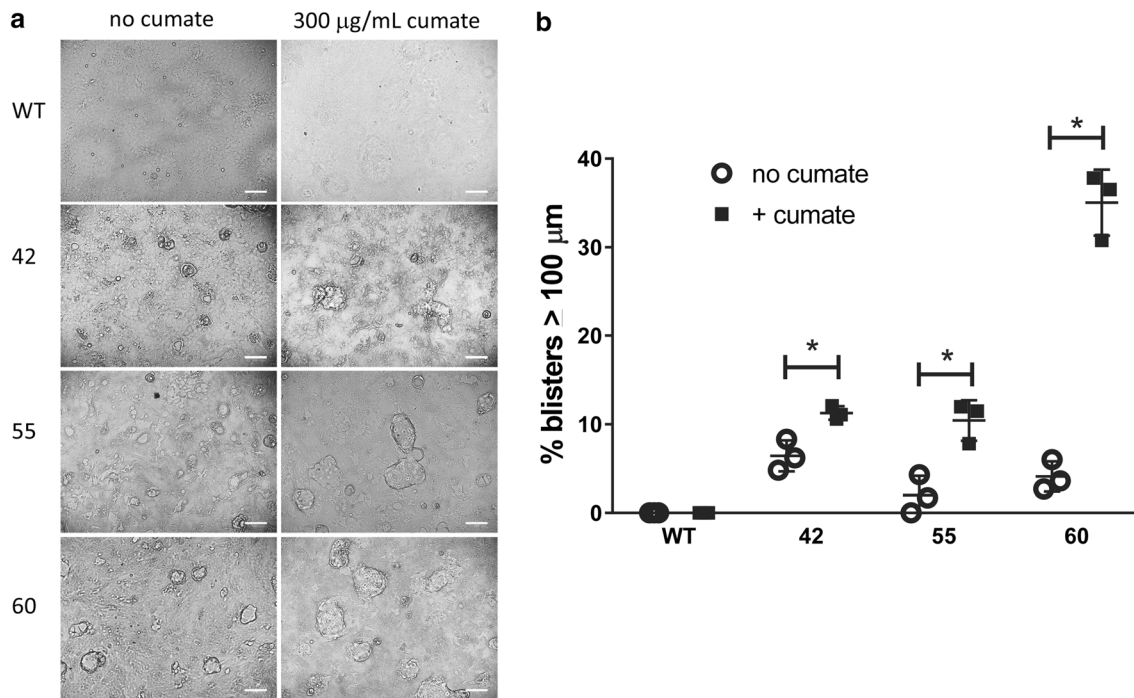 a
no cumate
300 μg/mL cumate
WT
42
55
60
b
% blisters ≥ 100 μm
40
30
20
10
0
no cumate
+ cumate
*
*
*
WT
42
55
60